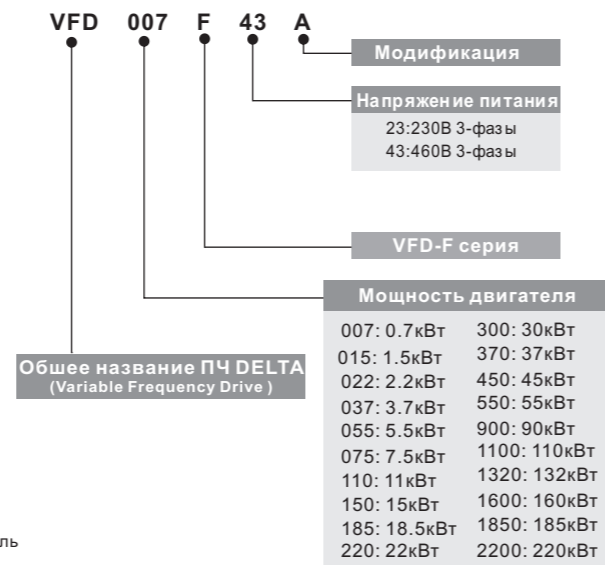 VFD 007 F 43 A
Модификация
Напряжение питания
23:230В 3-фазы
43:460В 3-фазы
VFD-F серия
Мощность двигателя
007: 0.7кВт 300: 30кВт
015: 1.5кВт 370: 37кВт
022: 2.2кВт 450: 45кВт
037: 3.7кВт 550: 55кВт
055: 5.5кВт 900: 90кВт
075: 7.5кВт 1100: 110кВт
110: 11кВт 1320: 132кВт
150: 15кВт 1600: 160кВт
185: 18.5кВт 1850: 185кВт
220: 22кВт 2200: 220кВт
Обшее название ПЧ DELTA
(Variable Frequency Drive )
ль